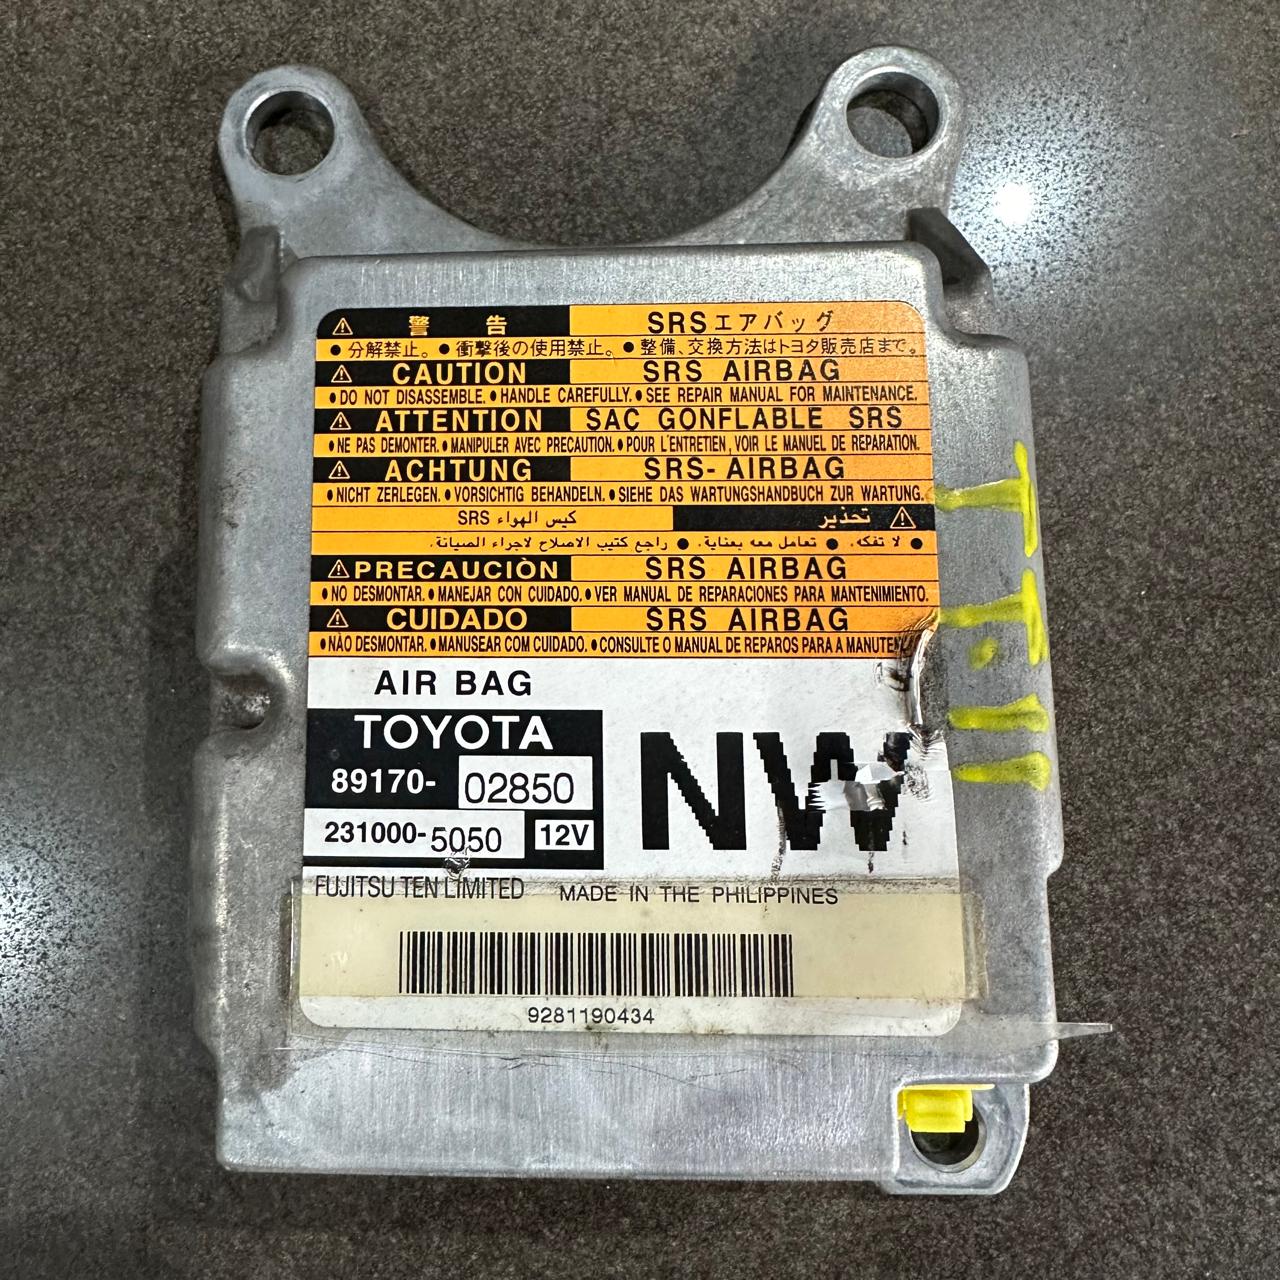 ⚠ 警告 SRSエアバッグ
●分解禁止。●衝撃後の使用禁止。●整備、交換方法はトヨタ販売店まで。
⚠ CAUTION SRS AIRBAG
●DO NOT DISASSEMBLE.●HANDLE CAREFULLY.●SEE REPAIR MANUAL FOR MAINTENANCE.
⚠ ATTENTION SAC GONFLABLE SRS
●NE PAS DEMONTER.●MANIPULER AVEC PRECAUTION.●POUR L'ENTRETIEN, VOIR LE MANUEL DE REPARATION.
⚠ ACHTUNG SRS-AIRBAG
●NICHT ZERLEGEN.●VORSICHTIG BEHANDELN.●SIEHE DAS WARTUNGSHANDBUCH ZUR WARTUNG.
⚠ تحذير كيس الهواء SRS
● لا تفكه. ● تعامل معه بعناية. ● راجع كتيب الاصلاح لاجراء الصيانة.
⚠ PRECAUCIÒN SRS AIRBAG
●NO DESMONTAR.●MANEJAR CON CUIDADO.●VER MANUAL DE REPARACIONES PARA MANTENIMIENTO.
⚠ CUIDADO SRS AIRBAG
●NÀO DESMONTAR.●MANUSEAR COM CUIDADO.●CONSULTE O MANUAL DE REPAROS PARA A
AIR BAG
TOYOTA
89170-02850
NW
231000-5050 12V
FUJITSU TEN LIMITED MADE IN THE PHILIPPINES
9281190434